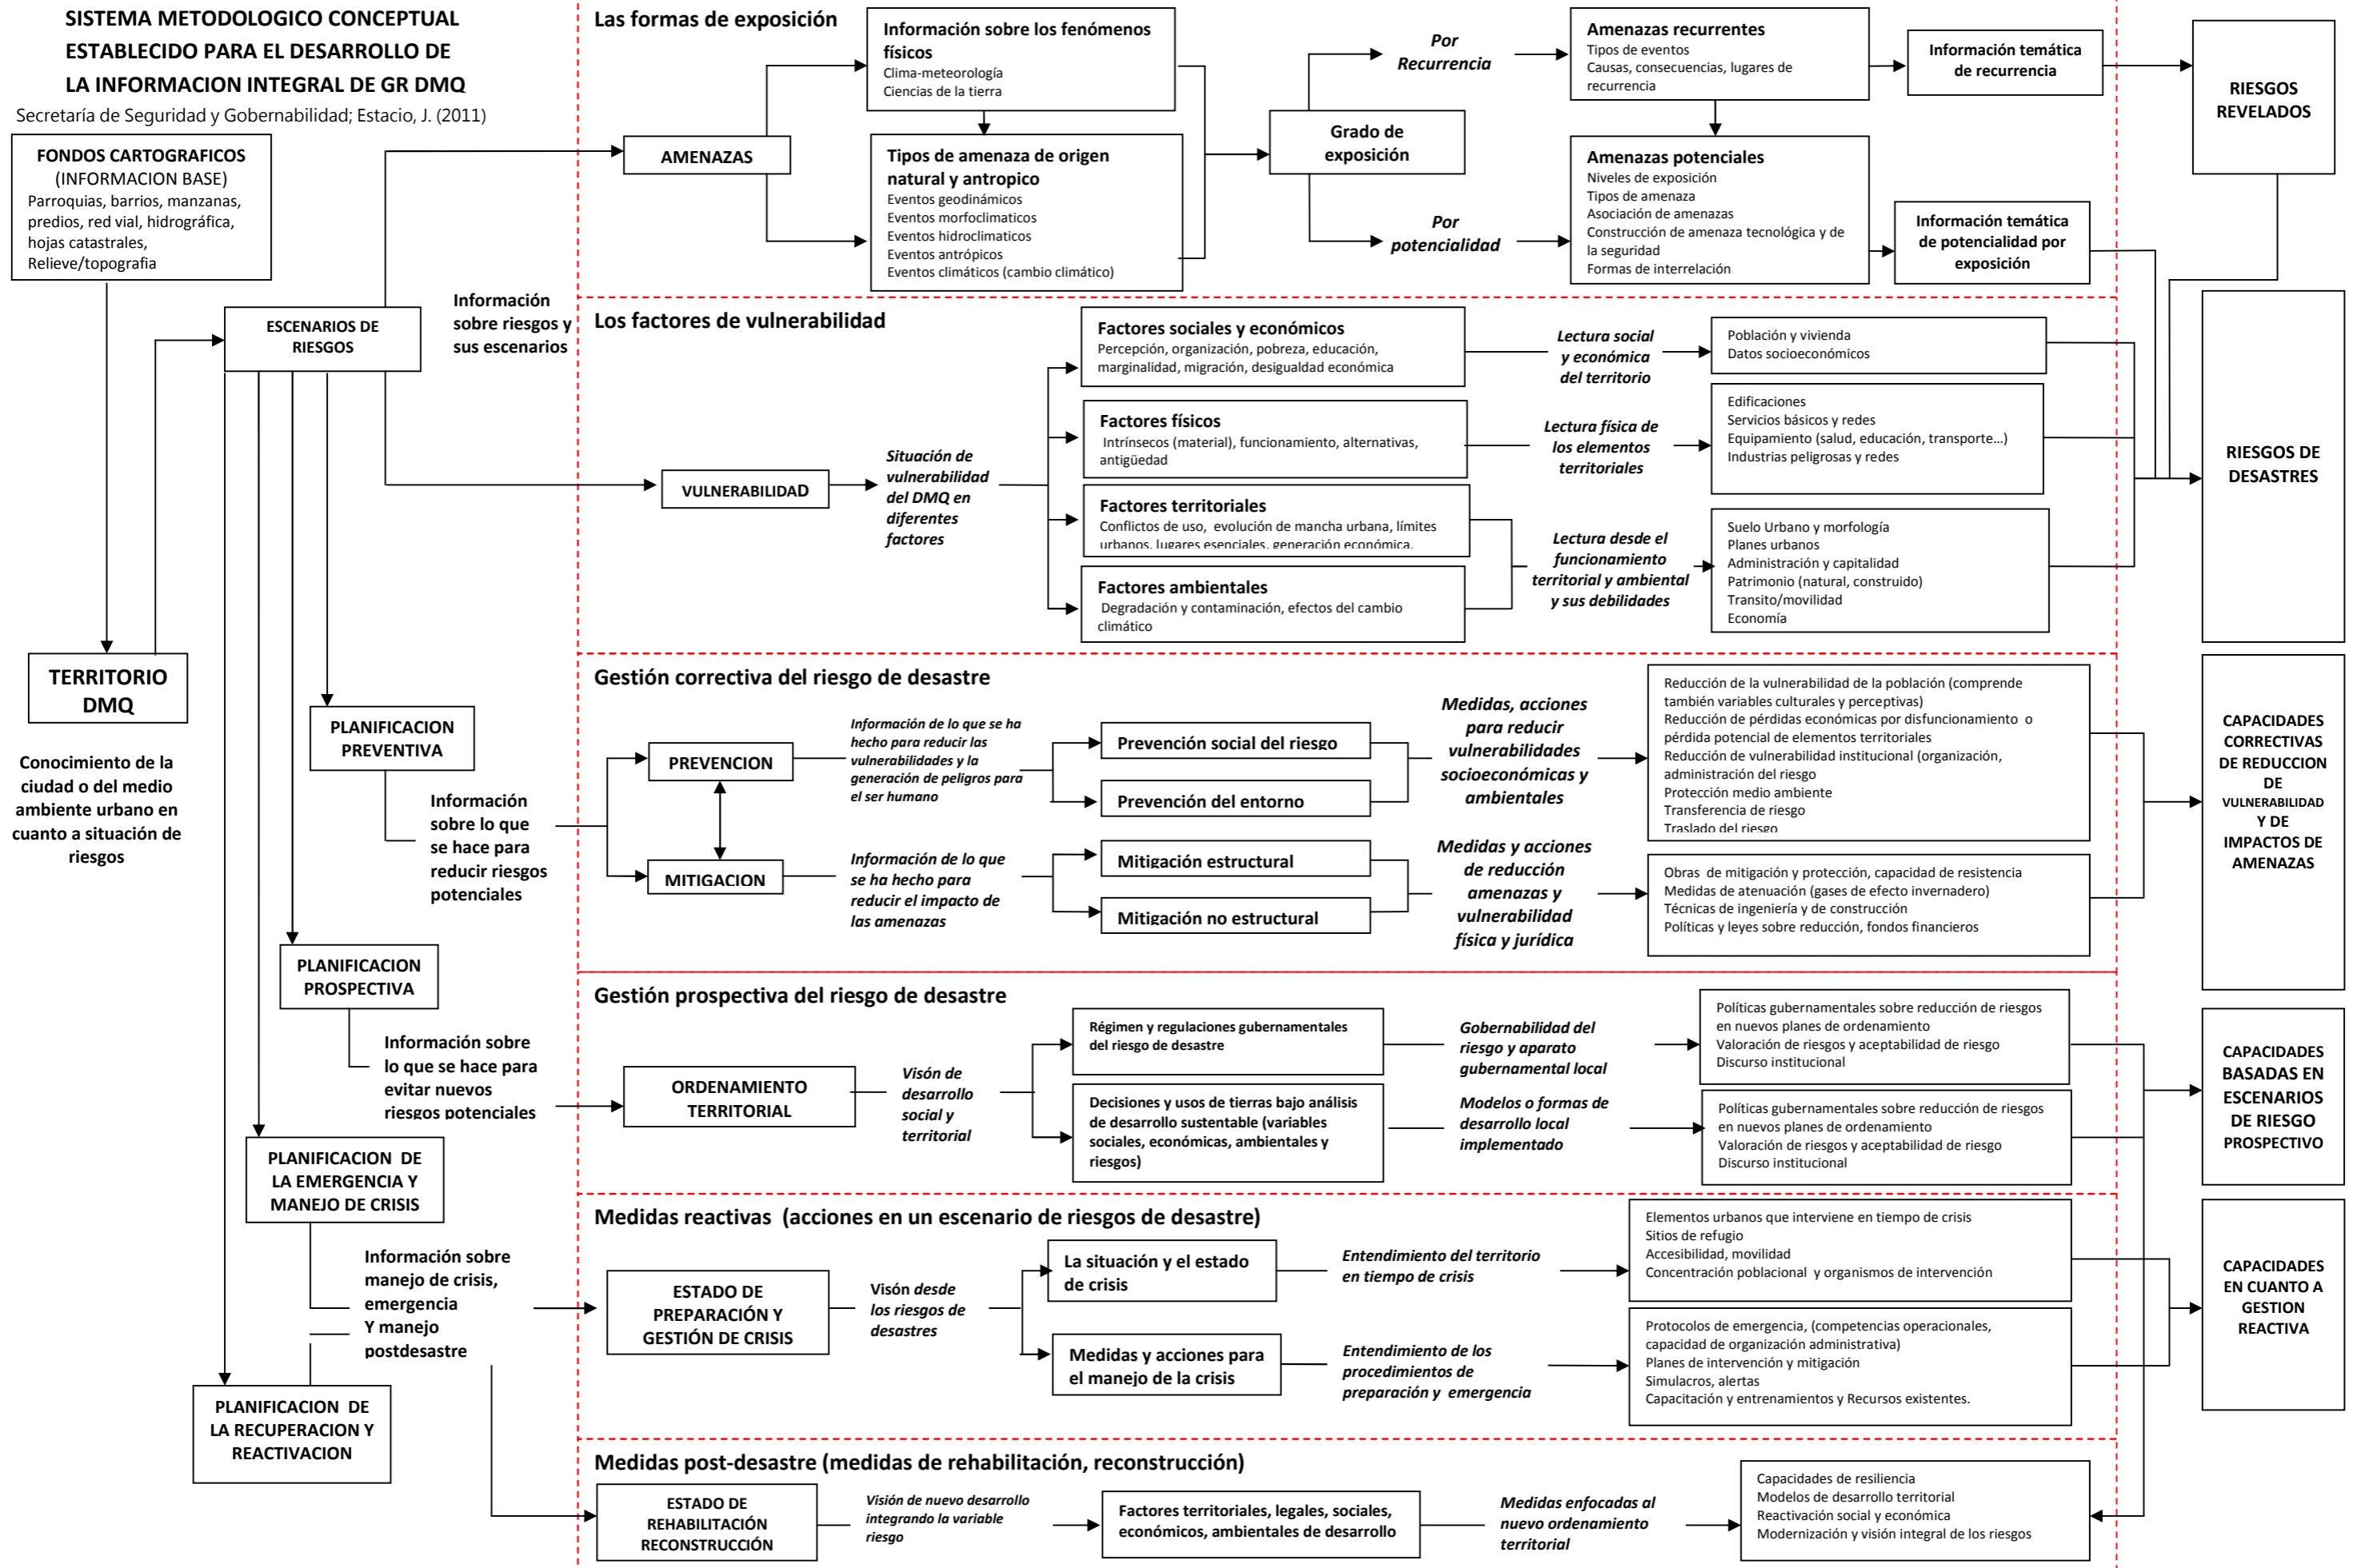 SISTEMA METODOLOGICO CONCEPTUAL
ESTABLECIDO PARA EL DESARROLLO DE
LA INFORMACION INTEGRAL DE GR DMQ
Secretaría de Seguridad y Gobernabilidad; Estacio, J. (2011)
FONDOS CARTOGRAFICOS
(INFORMACION BASE)
Parroquias, barrios, manzanas,
predios, red vial, hidrográfica,
hojas catastrales,
Relieve/topografia
ESCENARIOS DE
RIESGOS
Información
sobre riesgos y
sus escenarios
TERRITORIO
DMQ
Conocimiento de la
ciudad o del medio
ambiente urbano en
cuanto a situación de
riesgos
PLANIFICACION
PREVENTIVA
Información
sobre lo que
se hace para
reducir riesgos
potenciales
PLANIFICACION
PROSPECTIVA
Información sobre
lo que se hace para
evitar nuevos
riesgos potenciales
PLANIFICACION DE
LA EMERGENCIA Y
MANEJO DE CRISIS
Información sobre
manejo de crisis,
emergencia
Y manejo
postdesastre
PLANIFICACION DE
LA RECUPERACION Y
REACTIVACION
Las formas de exposición
AMENAZAS
Información sobre los fenómenos
físicos
Clima-meteorología
Ciencias de la tierra
Tipos de amenaza de origen
natural y antropico
Eventos geodinámicos
Eventos morfoclimaticos
Eventos hidroclimaticos
Eventos antrópicos
Eventos climáticos (cambio climático)
Grado de
exposición
Por
Recurrencia
Por
potencialidad
Amenazas recurrentes
Tipos de eventos
Causas, consecuencias, lugares de
recurrencia
Amenazas potenciales
Niveles de exposición
Tipos de amenaza
Asociación de amenazas
Construcción de amenaza tecnológica y de
la seguridad
Formas de interrelación
Información temática
de recurrencia
Información temática
de potencialidad por
exposición
RIESGOS
REVELADOS
Los factores de vulnerabilidad
VULNERABILIDAD
Situación de
vulnerabilidad
del DMQ en
diferentes
factores
Factores sociales y económicos
Percepción, organización, pobreza, educación,
marginalidad, migración, desigualdad económica
Factores físicos
Intrínsecos (material), funcionamiento, alternativas,
antigüedad
Factores territoriales
Conflictos de uso, evolución de mancha urbana, límites
urbanos, lugares esenciales, generación económica.
Factores ambientales
Degradación y contaminación, efectos del cambio
climático
Lectura social
y económica
del territorio
Lectura física de
los elementos
territoriales
Lectura desde el
funcionamiento
territorial y ambiental
y sus debilidades
Población y vivienda
Datos socioeconómicos
Edificaciones
Servicios básicos y redes
Equipamiento (salud, educación, transporte…)
Industrias peligrosas y redes
Suelo Urbano y morfología
Planes urbanos
Administración y capitalidad
Patrimonio (natural, construido)
Transito/movilidad
Economía
RIESGOS DE
DESASTRES
Gestión correctiva del riesgo de desastre
PREVENCION
MITIGACION
Información de lo que se ha
hecho para reducir las
vulnerabilidades y la
generación de peligros para
el ser humano
Información de lo que
se ha hecho para
reducir el impacto de
las amenazas
Prevención social del riesgo
Prevención del entorno
Mitigación estructural
Mitigación no estructural
Medidas, acciones
para reducir
vulnerabilidades
socioeconómicas y
ambientales
Medidas y acciones
de reducción
amenazas y
vulnerabilidad
física y jurídica
Reducción de la vulnerabilidad de la población (comprende
también variables culturales y perceptivas)
Reducción de pérdidas económicas por disfuncionamiento o
pérdida potencial de elementos territoriales
Reducción de vulnerabilidad institucional (organización,
administración del riesgo
Protección medio ambiente
Transferencia de riesgo
Traslado del riesgo
Obras de mitigación y protección, capacidad de resistencia
Medidas de atenuación (gases de efecto invernadero)
Técnicas de ingeniería y de construcción
Políticas y leyes sobre reducción, fondos financieros
CAPACIDADES
CORRECTIVAS
DE REDUCCION
DE
VULNERABILIDAD
Y DE
IMPACTOS DE
AMENAZAS
Gestión prospectiva del riesgo de desastre
ORDENAMIENTO
TERRITORIAL
Visón de
desarrollo
social y
territorial
Régimen y regulaciones gubernamentales
del riesgo de desastre
Decisiones y usos de tierras bajo análisis
de desarrollo sustentable (variables
sociales, económicas, ambientales y
riesgos)
Gobernabilidad del
riesgo y aparato
gubernamental local
Modelos o formas de
desarrollo local
implementado
Políticas gubernamentales sobre reducción de riesgos
en nuevos planes de ordenamiento
Valoración de riesgos y aceptabilidad de riesgo
Discurso institucional
Políticas gubernamentales sobre reducción de riesgos
en nuevos planes de ordenamiento
Valoración de riesgos y aceptabilidad de riesgo
Discurso institucional
CAPACIDADES
BASADAS EN
ESCENARIOS
DE RIESGO
PROSPECTIVO
Medidas reactivas (acciones en un escenario de riesgos de desastre)
ESTADO DE
PREPARACIÓN Y
GESTIÓN DE CRISIS
Visón desde
los riesgos de
desastres
La situación y el estado
de crisis
Medidas y acciones para
el manejo de la crisis
Entendimiento del territorio
en tiempo de crisis
Entendimiento de los
procedimientos de
preparación y emergencia
Elementos urbanos que interviene en tiempo de crisis
Sitios de refugio
Accesibilidad, movilidad
Concentración poblacional y organismos de intervención
Protocolos de emergencia, (competencias operacionales,
capacidad de organización administrativa)
Planes de intervención y mitigación
Simulacros, alertas
Capacitación y entrenamientos y Recursos existentes.
CAPACIDADES
EN CUANTO A
GESTION
REACTIVA
Medidas post-desastre (medidas de rehabilitación, reconstrucción)
ESTADO DE
REHABILITACIÓN
RECONSTRUCCIÓN
Visión de nuevo desarrollo
integrando la variable
riesgo
Factores territoriales, legales, sociales,
económicos, ambientales de desarrollo
Medidas enfocadas al
nuevo ordenamiento
territorial
Capacidades de resiliencia
Modelos de desarrollo territorial
Reactivación social y económica
Modernización y visión integral de los riesgos